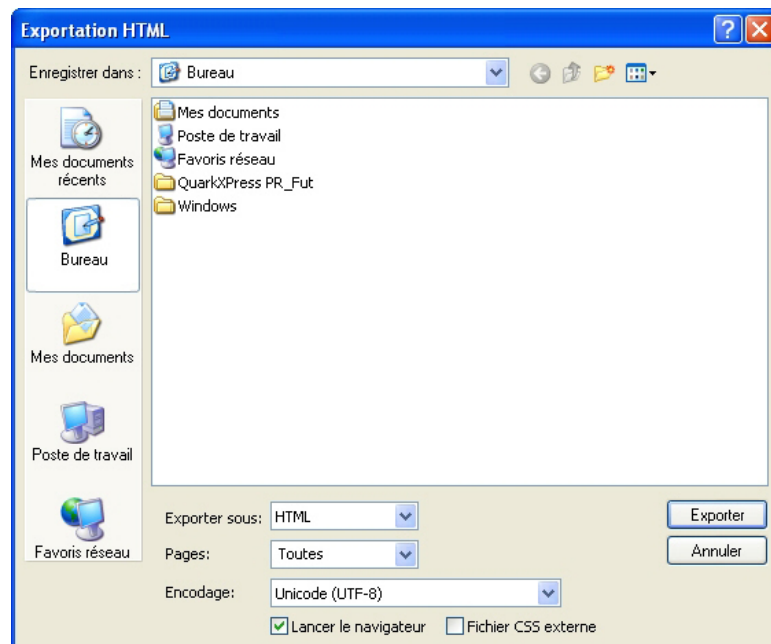 Exportation HTML
Enregistrer dans :
Bureau
Mes documents récents
Bureau
Mes documents
Poste de travail
Favoris réseau
Mes documents
Poste de travail
Favoris réseau
QuarkXPress PR_Fut
Windows
Exporter sous:
HTML
Exporter
Pages:
Toutes
Annuler
Encodage:
Unicode (UTF-8)
Lancer le navigateur
Fichier CSS externe